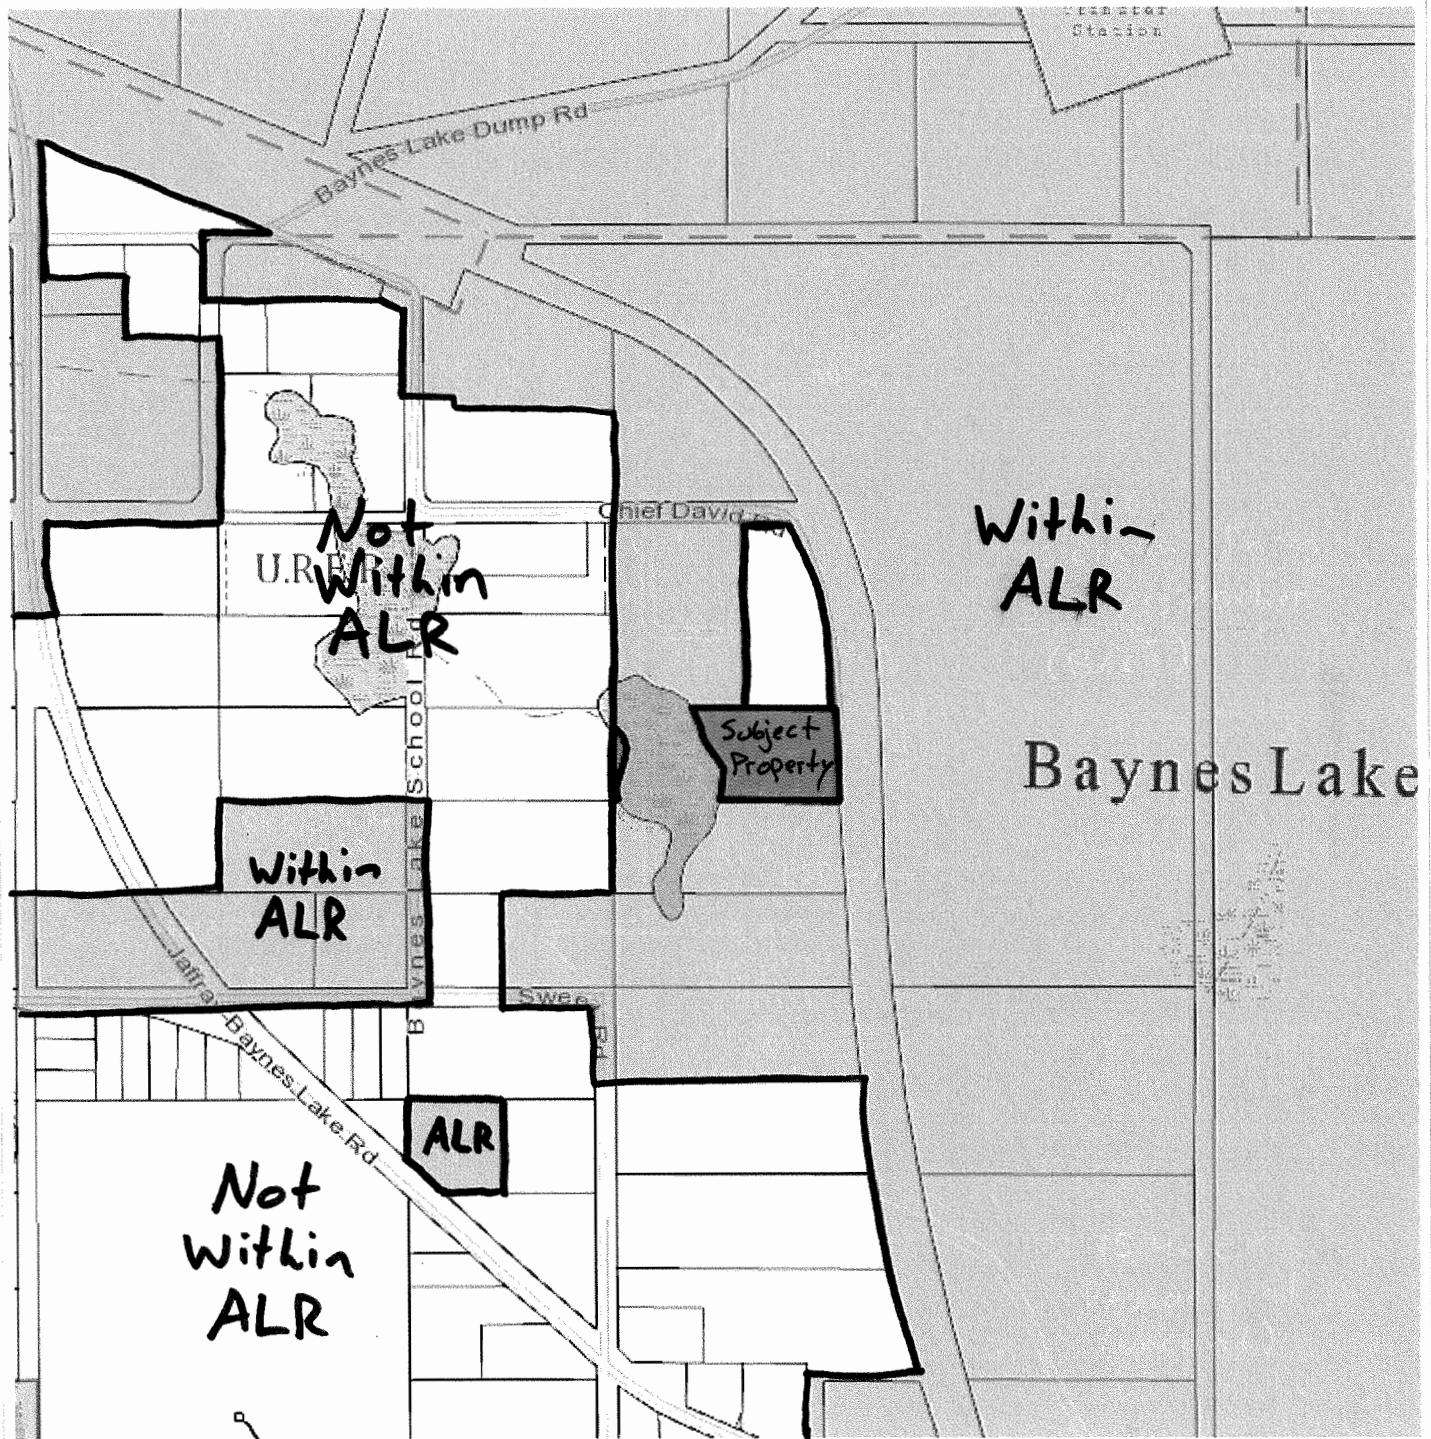 Transfer
Station
Baynes Lake Dump Rd
Chief David Rd
Within
ALR
Not
Within
ALR
School Rd
Subject
Property
Baynes Lake
Within
ALR
Baynes Lake
Jaffray-Baynes Lake Rd
Sweet Rd
ALR
Not
Within
ALR